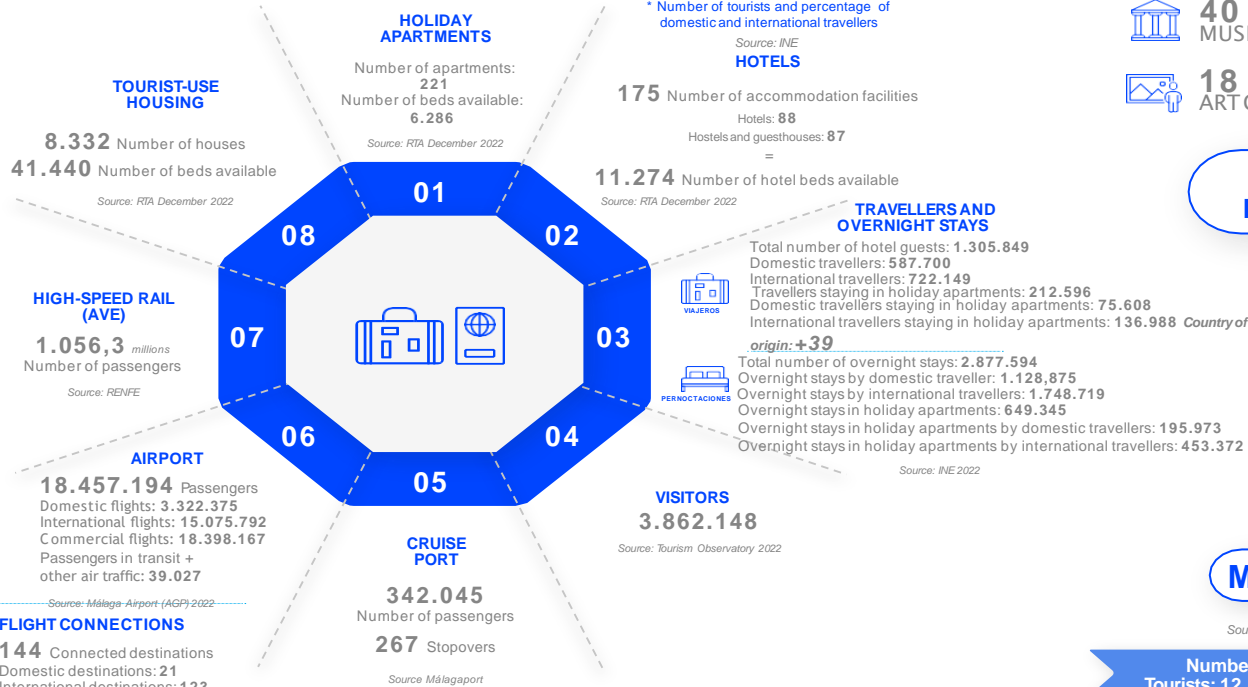 * Number of tourists and percentage of
domestic and international travellers
Source: INE
HOLIDAY
APARTMENTS
Number of apartments:
221
Number of beds available:
6.286
Source: RTA December 2022
HOTELS
175 Number of accommodation facilities
Hotels: 88
Hostels and guesthouses: 87
=
11.274 Number of hotel beds available
Source: RTA December 2022
TOURIST-USE
HOUSING
8.332 Number of houses
41.440 Number of beds available
Source: RTA December 2022
01
02
03
04
05
06
07
08
TRAVELLERS AND
OVERNIGHT STAYS
VIAJEROS
Total number of hotel guests: 1.305.849
Domestic travellers: 587.700
International travellers: 722.149
Travellers staying in holiday apartments: 212.596
Domestic travellers staying in holiday apartments: 75.608
International travellers staying in holiday apartments: 136.988 Country of
origin: +39
PERNOCTACIONES
Total number of overnight stays: 2.877.594
Overnight stays by domestic traveller: 1.128,875
Overnight stays by international travellers: 1.748.719
Overnight stays in holiday apartments: 649.345
Overnight stays in holiday apartments by domestic travellers: 195.973
Overnight stays in holiday apartments by international travellers: 453.372
Source: INE 2022
HIGH-SPEED RAIL
(AVE)
1.056,3 millions
Number of passengers
Source: RENFE
AIRPORT
18.457.194 Passengers
Domestic flights: 3.322.375
International flights: 15.075.792
Commercial flights: 18.398.167
Passengers in transit +
other air traffic: 39.027
Source: Málaga Airport (AGP) 2022
FLIGHT CONNECTIONS
144 Connected destinations
Domestic destinations: 21
International destinations: 123
CRUISE
PORT
342.045
Number of passengers
267 Stopovers
Source Málagaport
VISITORS
3.862.148
Source: Tourism Observatory 2022
40
18
ART
M
Tourists: 12